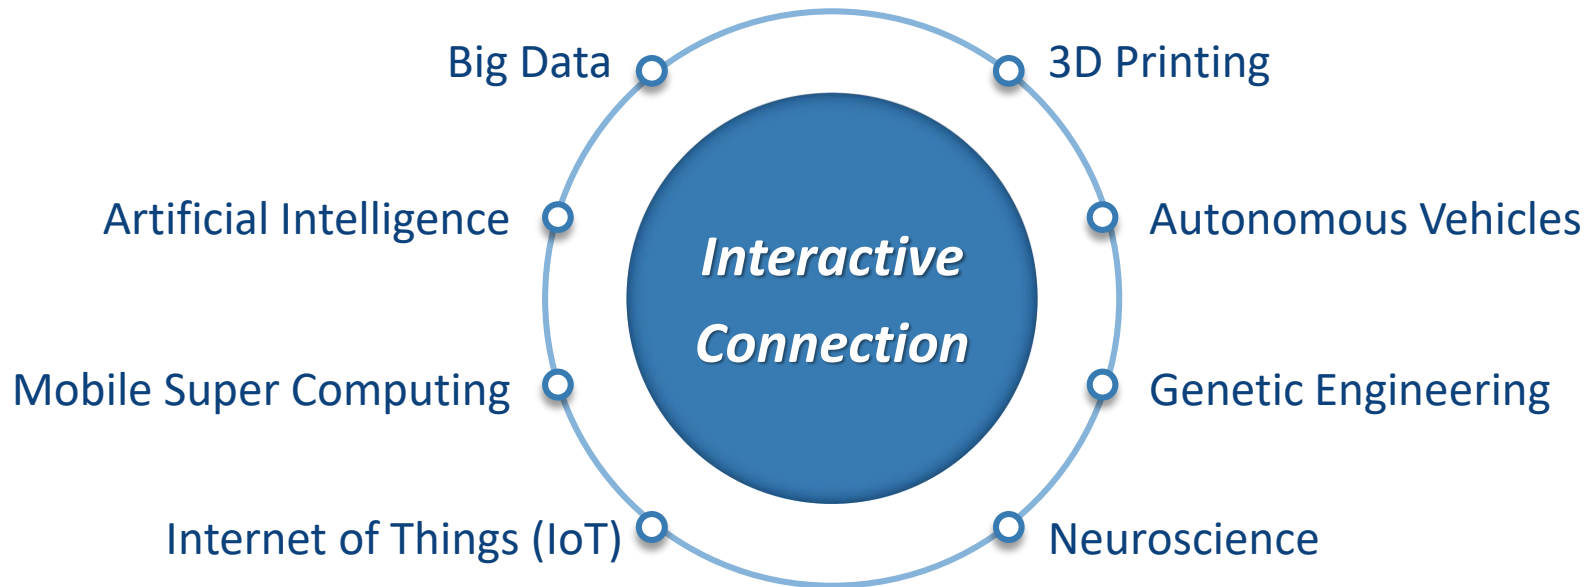 Big Data
3D Printing
Artificial Intelligence
Autonomous Vehicles
Interactive
Connection
Mobile Super Computing
Genetic Engineering
Internet of Things (IoT)
Neuroscience